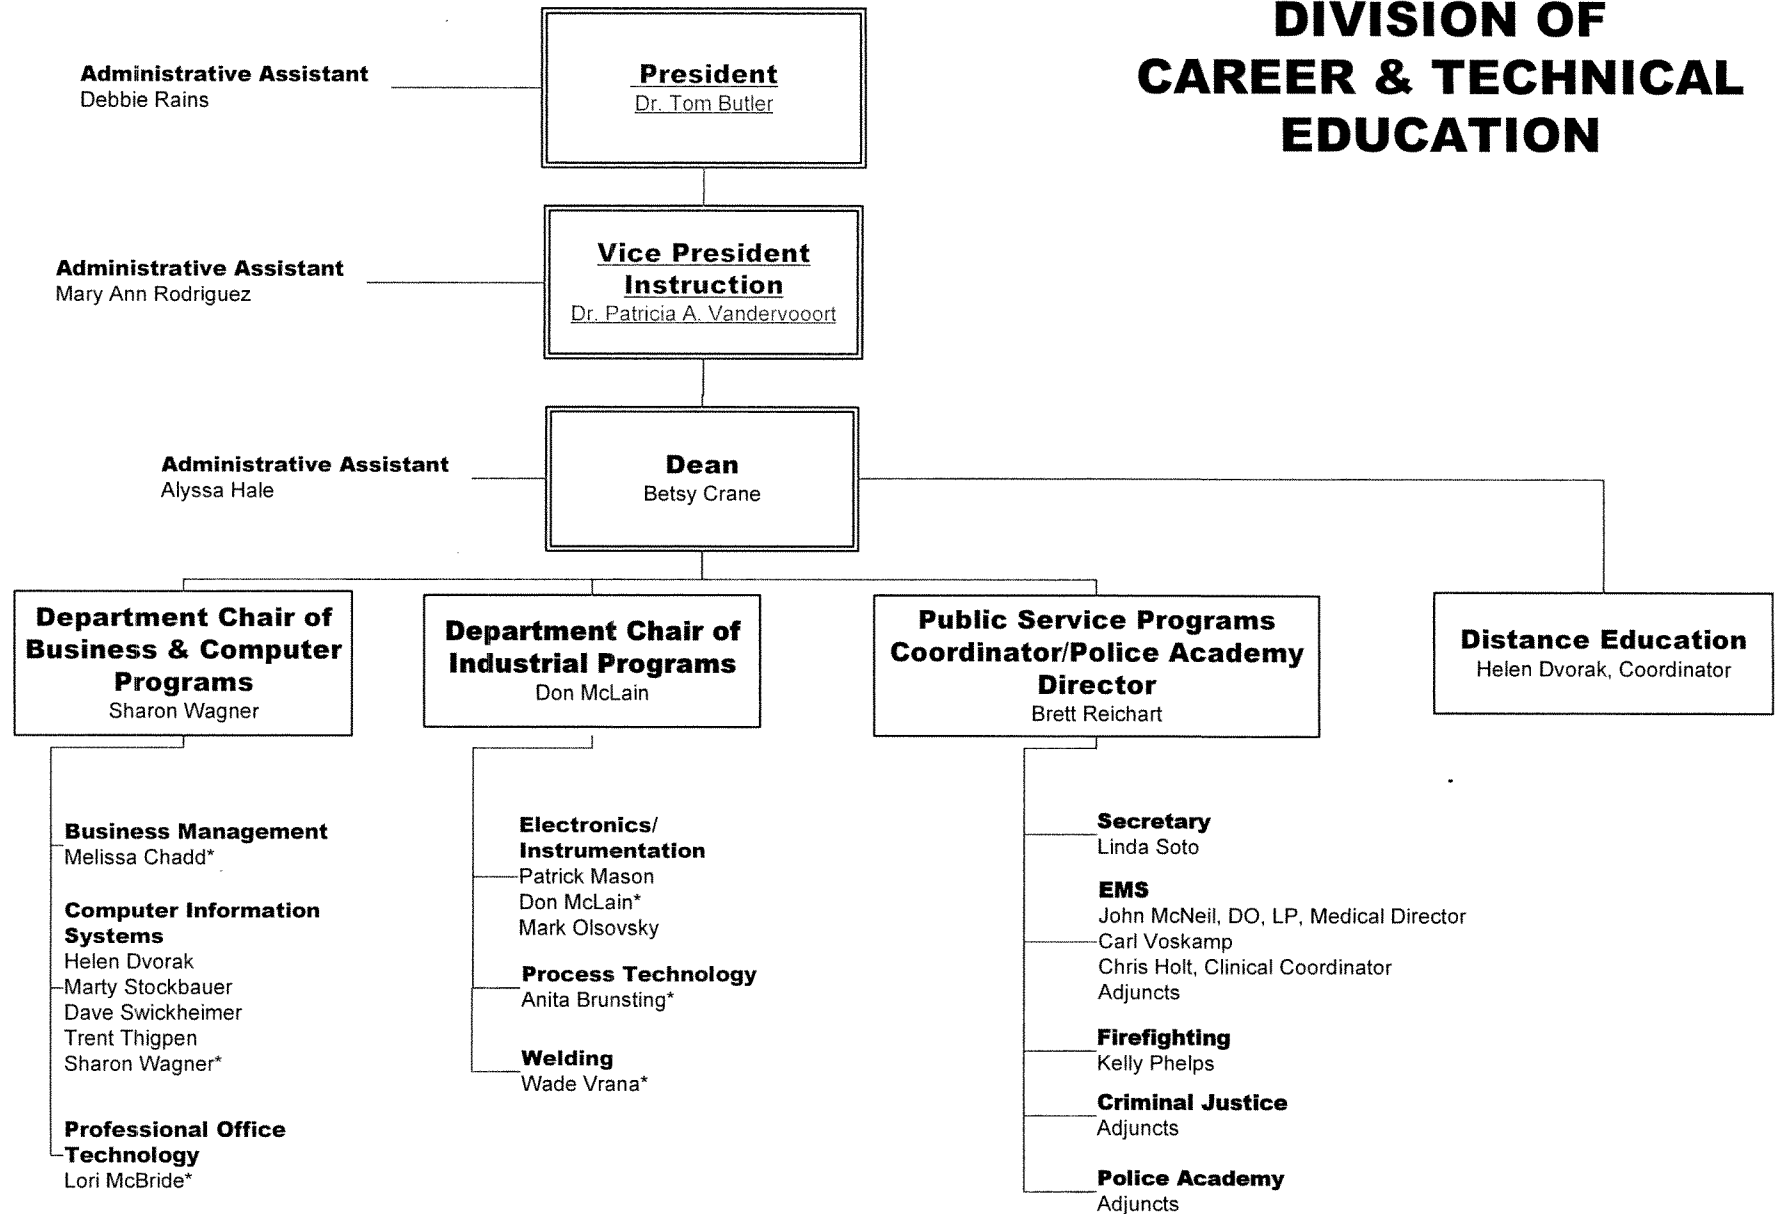 DIVISION OF
CAREER & TECHNICAL
EDUCATION
Administrative Assistant
Debbie Rains
President
Dr. Tom Butler
Administrative Assistant
Mary Ann Rodriguez
Vice President
Instruction
Dr. Patricia A. Vandervooort
Administrative Assistant
Alyssa Hale
Dean
Betsy Crane
Department Chair of
Business & Computer
Programs
Sharon Wagner
Business Management
Melissa Chadd*
Computer Information
Systems
Helen Dvorak
Marty Stockbauer
Dave Swickheimer
Trent Thigpen
Sharon Wagner*
Professional Office
Technology
Lori McBride*
Department Chair of
Industrial Programs
Don McLain
Electronics/
Instrumentation
Patrick Mason
Don McLain*
Mark Olsovsky
Process Technology
Anita Brunsting*
Welding
Wade Vrana*
Public Service Programs
Coordinator/Police Academy
Director
Brett Reichart
Secretary
Linda Soto
EMS
John McNeil, DO, LP, Medical Director
Carl Voskamp
Chris Holt, Clinical Coordinator
Adjuncts
Firefighting
Kelly Phelps
Criminal Justice
Adjuncts
Police Academy
Adjuncts
Distance Education
Helen Dvorak, Coordinator